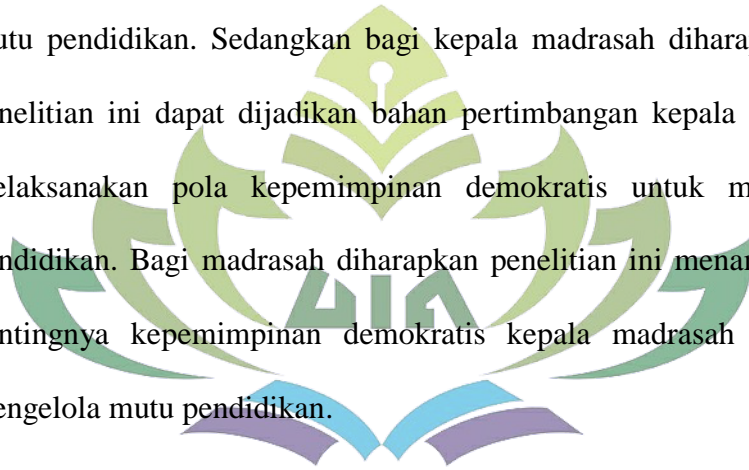 utu pendidikan. Sedangkan bagi kepala madrasah dihara
nelitian ini dapat dijadikan bahan pertimbangan kepala
elaksanakan pola kepemimpinan demokratis untuk m
ndidikan. Bagi madrasah diharapkan penelitian ini menar
UIN
ntingnya kepemimpinan demokratis kepala madrasah
engelola mutu pendidikan.